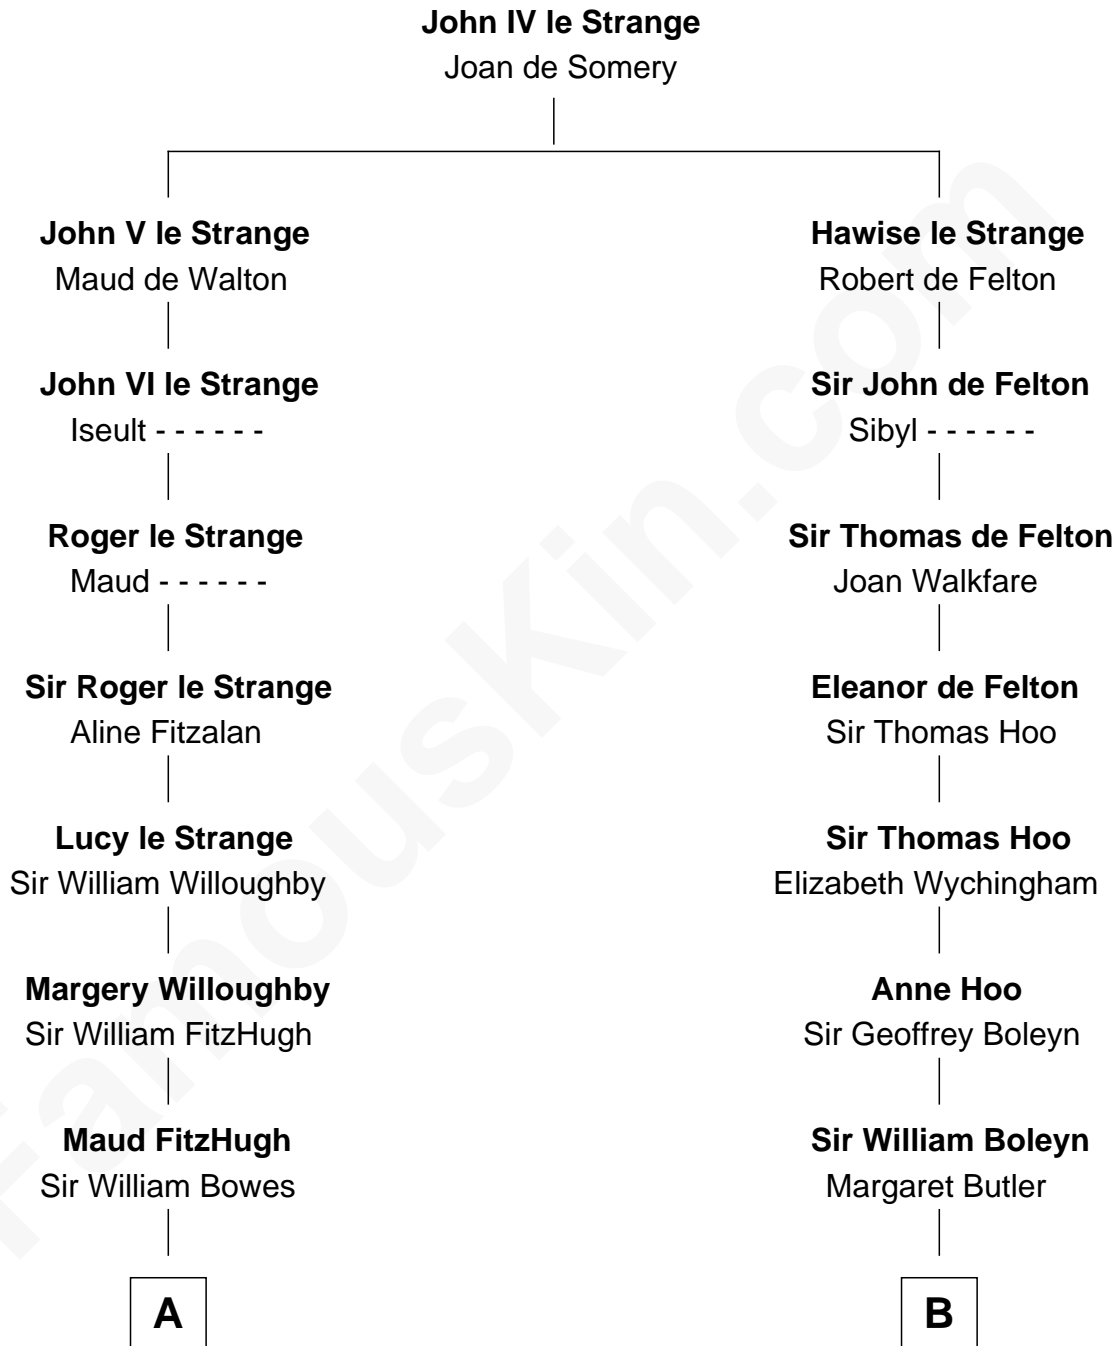 John IV le Strange
Joan de Somery
John V le Strange
Maud de Walton
Hawise le Strange
Robert de Felton
John VI le Strange
Iseult - - - - - -
Sir John de Felton
Sibyl - - - - - -
Roger le Strange
Maud - - - - - -
Sir Thomas de Felton
Joan Walkfare
Sir Roger le Strange
Aline Fitzalan
Eleanor de Felton
Sir Thomas Hoo
Lucy le Strange
Sir William Willoughby
Sir Thomas Hoo
Elizabeth Wychingham
Margery Willoughby
Sir William FitzHugh
Anne Hoo
Sir Geoffrey Boleyn
Maud FitzHugh
Sir William Bowes
Sir William Boleyn
Margaret Butler
A
B
FamousKin.com